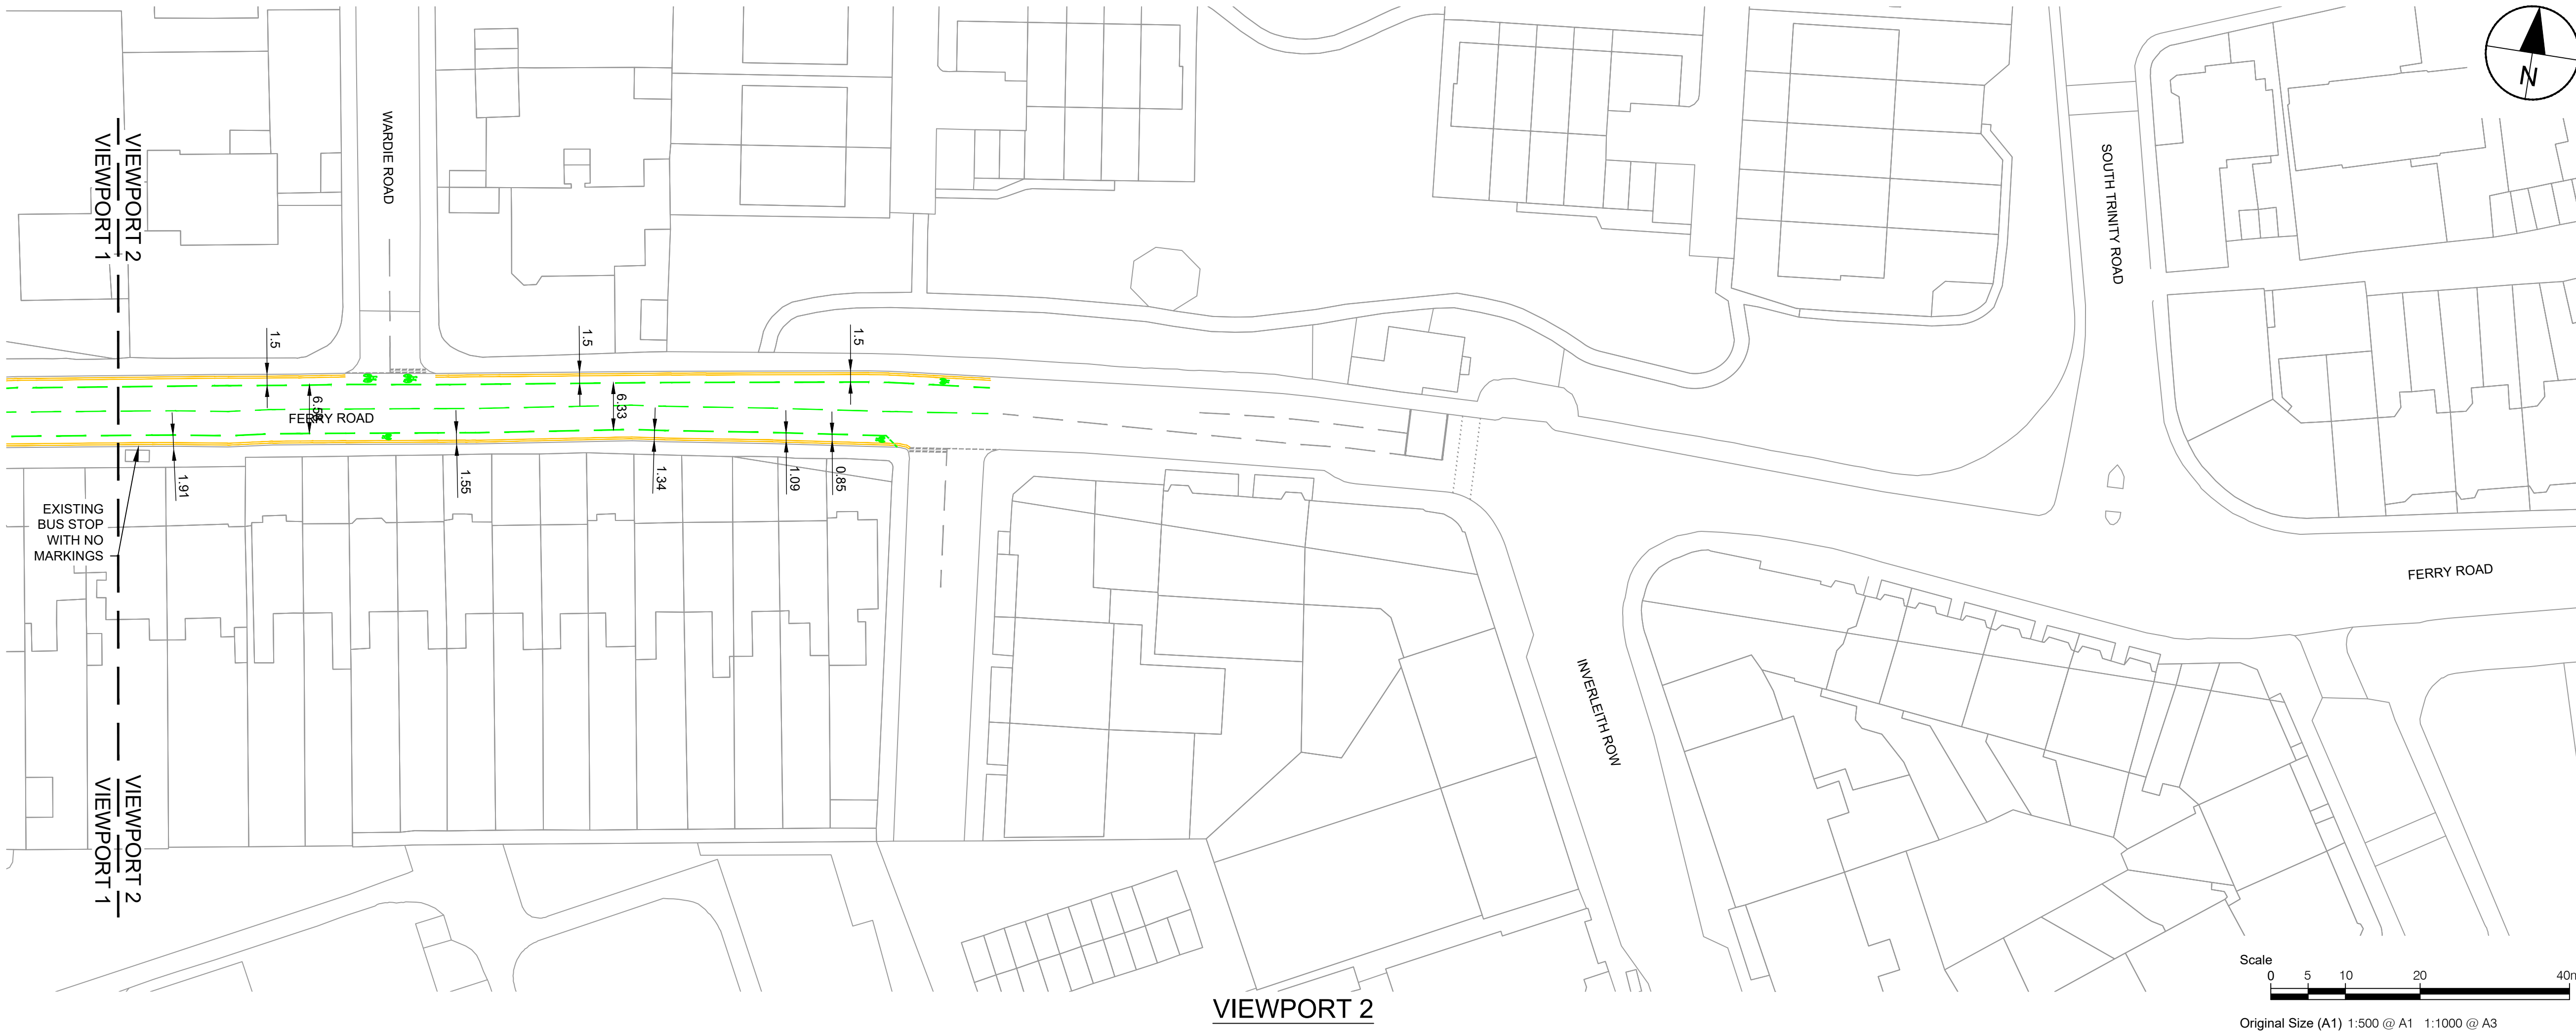 N
VIEWPORT 2
VIEWPORT 1
WARDIE ROAD
SOUTH TRINITY ROAD
1.5
1.5
1.5
6.33
FERRY ROAD
1.91
1.55
1.34
1.09
0.85
EXISTING
BUS STOP
WITH NO
MARKINGS
FERRY ROAD
INVERLEITH ROW
VIEWPORT 2
VIEWPORT 1
VIEWPORT 2
Scale
0 5 10 20 40m
Original Size (A1) 1:500 @ A1 1:1000 @ A3